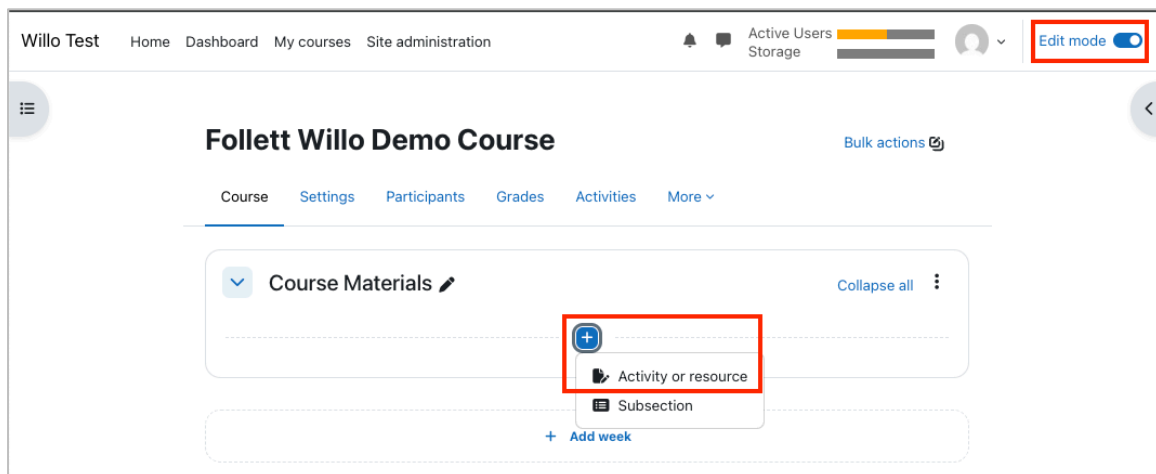 Willo Test Home Dashboard My courses Site administration Active Users Edit mode
Storage
Follett Willo Demo Course Bulk actions
Course Settings Participants Grades Activities More
Course Materials Collapse all
+
Activity or resource
Subsection
+ Add week